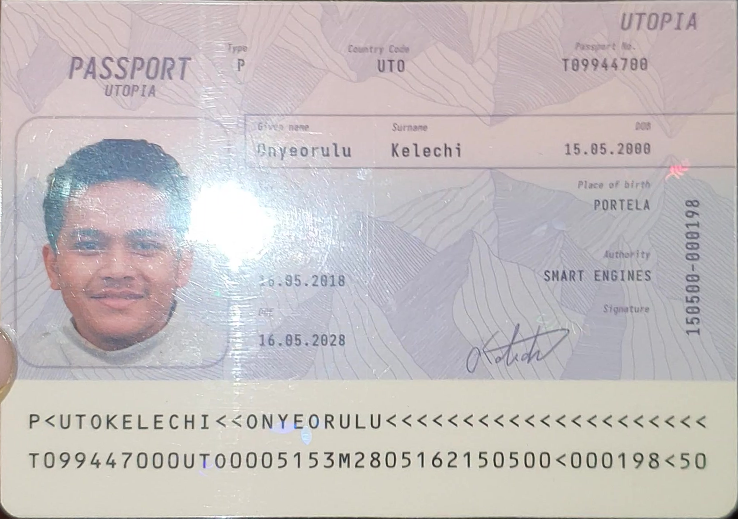 UTOPIA
PASSPORT
UTOPIA
Type
P
Country Code
UTO
Passport No.
T09944700
Given name
Onyeorulu
Surname
Kelechi
DOB
15.05.2000
Place of birth
PORTELA
16.05.2018
Authority
SMART ENGINES
16.05.2028
Signature
150500-000198
P<UTOKELECHI<<ONYEORULU<<<<<<<<<<<<<<<<<<<<<
T099447000UTO0005153M2805162150500<000198<50